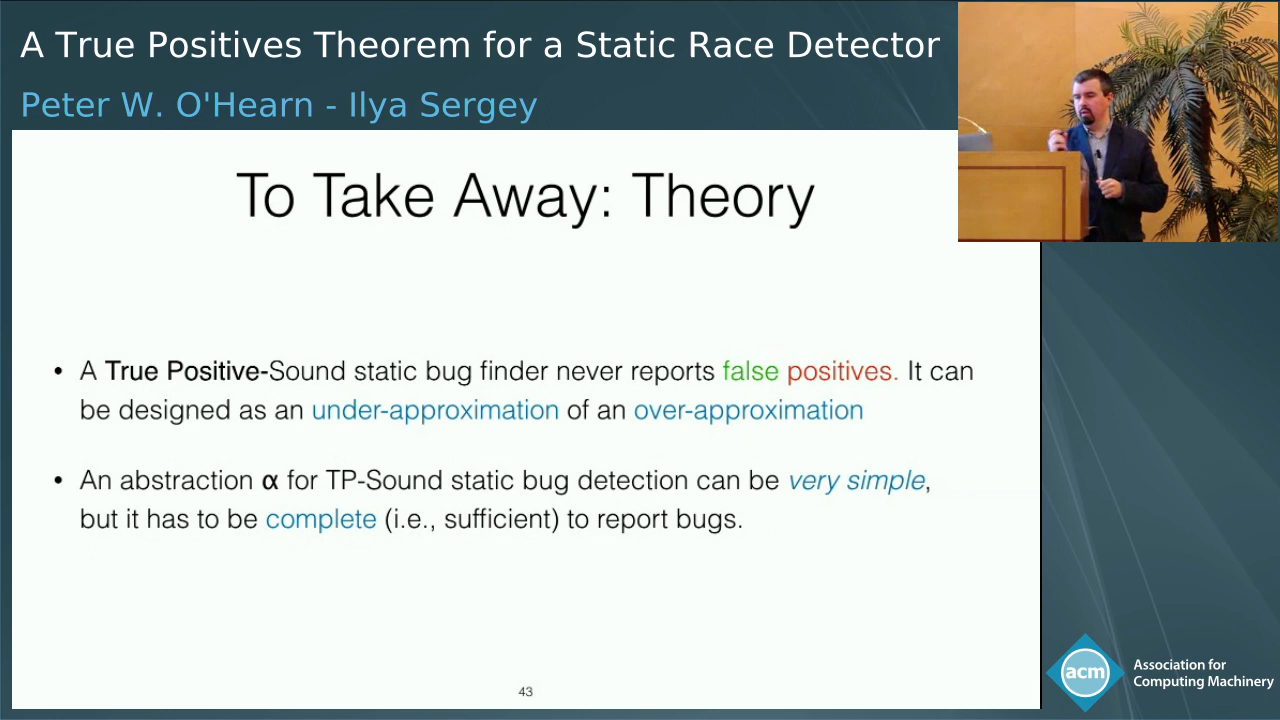 A True Positives Theorem for a Static Race Detector
Peter W. O'Hearn - Ilya Sergey
To Take Away: Theory
• A True Positive-Sound static bug finder never reports false positives. It can
be designed as an under-approximation of an over-approximation
• An abstraction α for TP-Sound static bug detection can be very simple,
but it has to be complete (i.e., sufficient) to report bugs.
43
acm
Association for
Computing Machinery